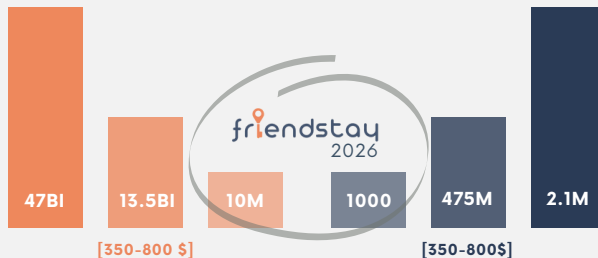 friendstay
2026
47BI
13.5BI
10M
1000
475M
2.1M
[350-800 $]
[350-800$]